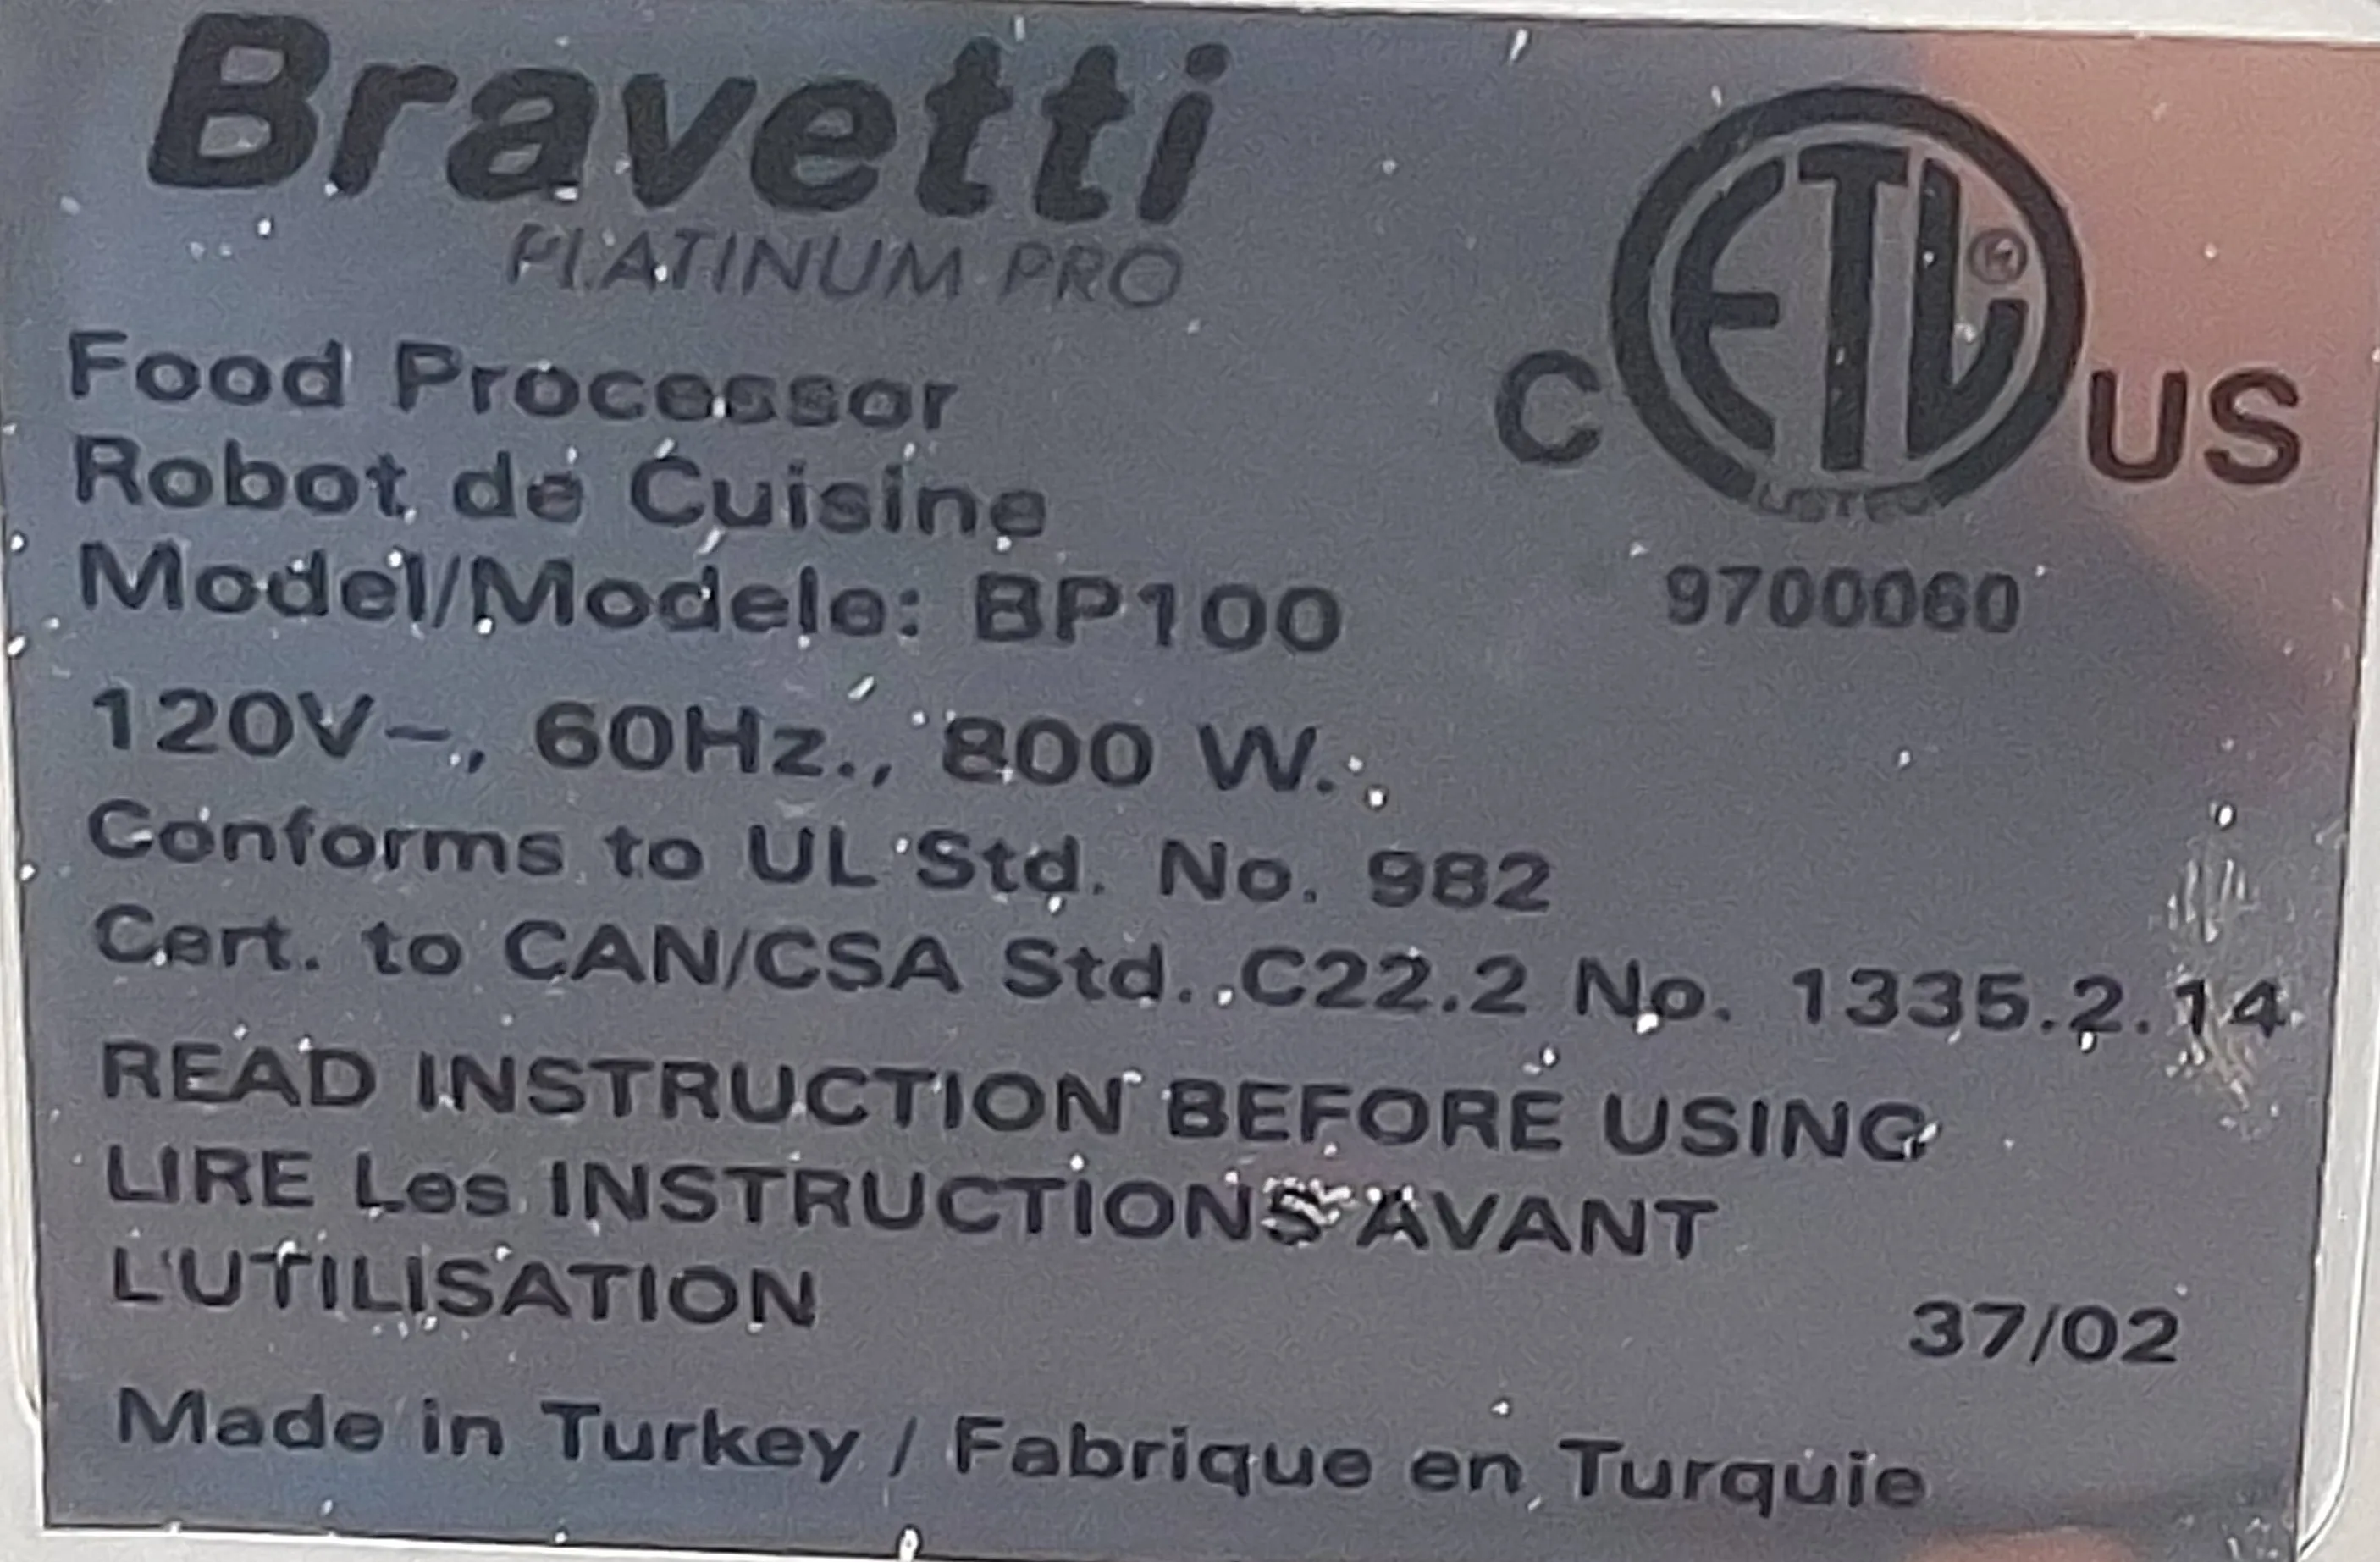 Bravetti
PLATINUM PRO
Food Processor
Robot de Cuisine
Model/Modele: BP100
120V~, 60Hz., 800 W.
Conforms to UL Std. No. 982
Cert. to CAN/CSA Std. C22.2 No. 1335.2.14
READ INSTRUCTION BEFORE USING
LIRE Les INSTRUCTIONS AVANT
L'UTILISATION
37/02
Made in Turkey / Fabrique en Turquie
C ETL® US
LISTED
9700060